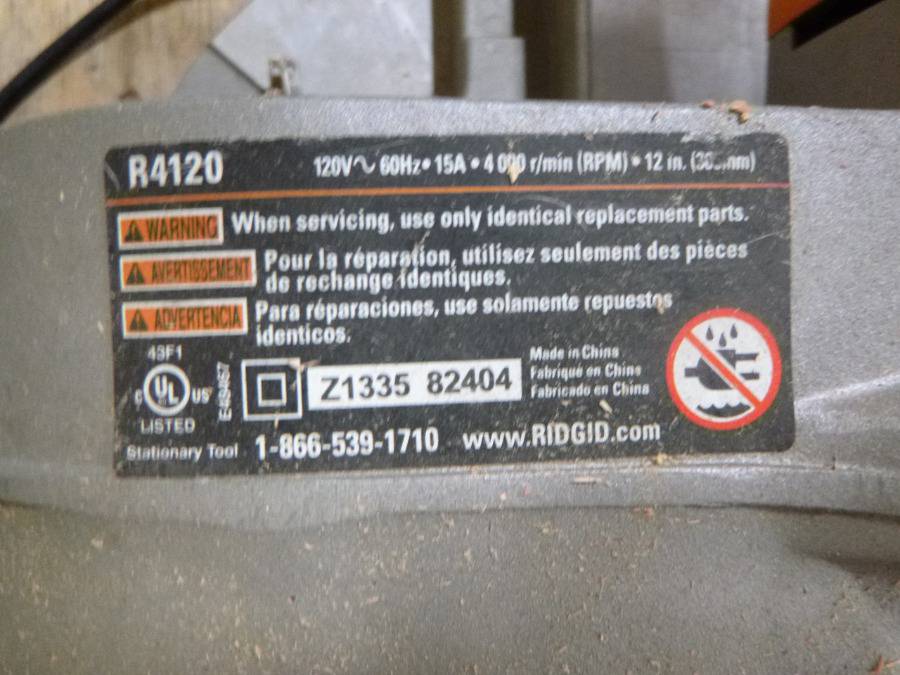 R4120 120V~ 60Hz • 15A • 4 000 r/min (RPM) • 12 in.
WARNING When servicing, use only identical replacement parts.
AVERTISSEMENT Pour la réparation, utilisez seulement des pièces
de rechange identiques.
ADVERTENCIA Para réparaciones, use solamente repuestos
identicos.
43F1
C UL US
LISTED
Z1335 82404
Made in China
Fabriqué en Chine
Fabricado en China
Stationary Tool 1-866-539-1710 www.RIDGID.com